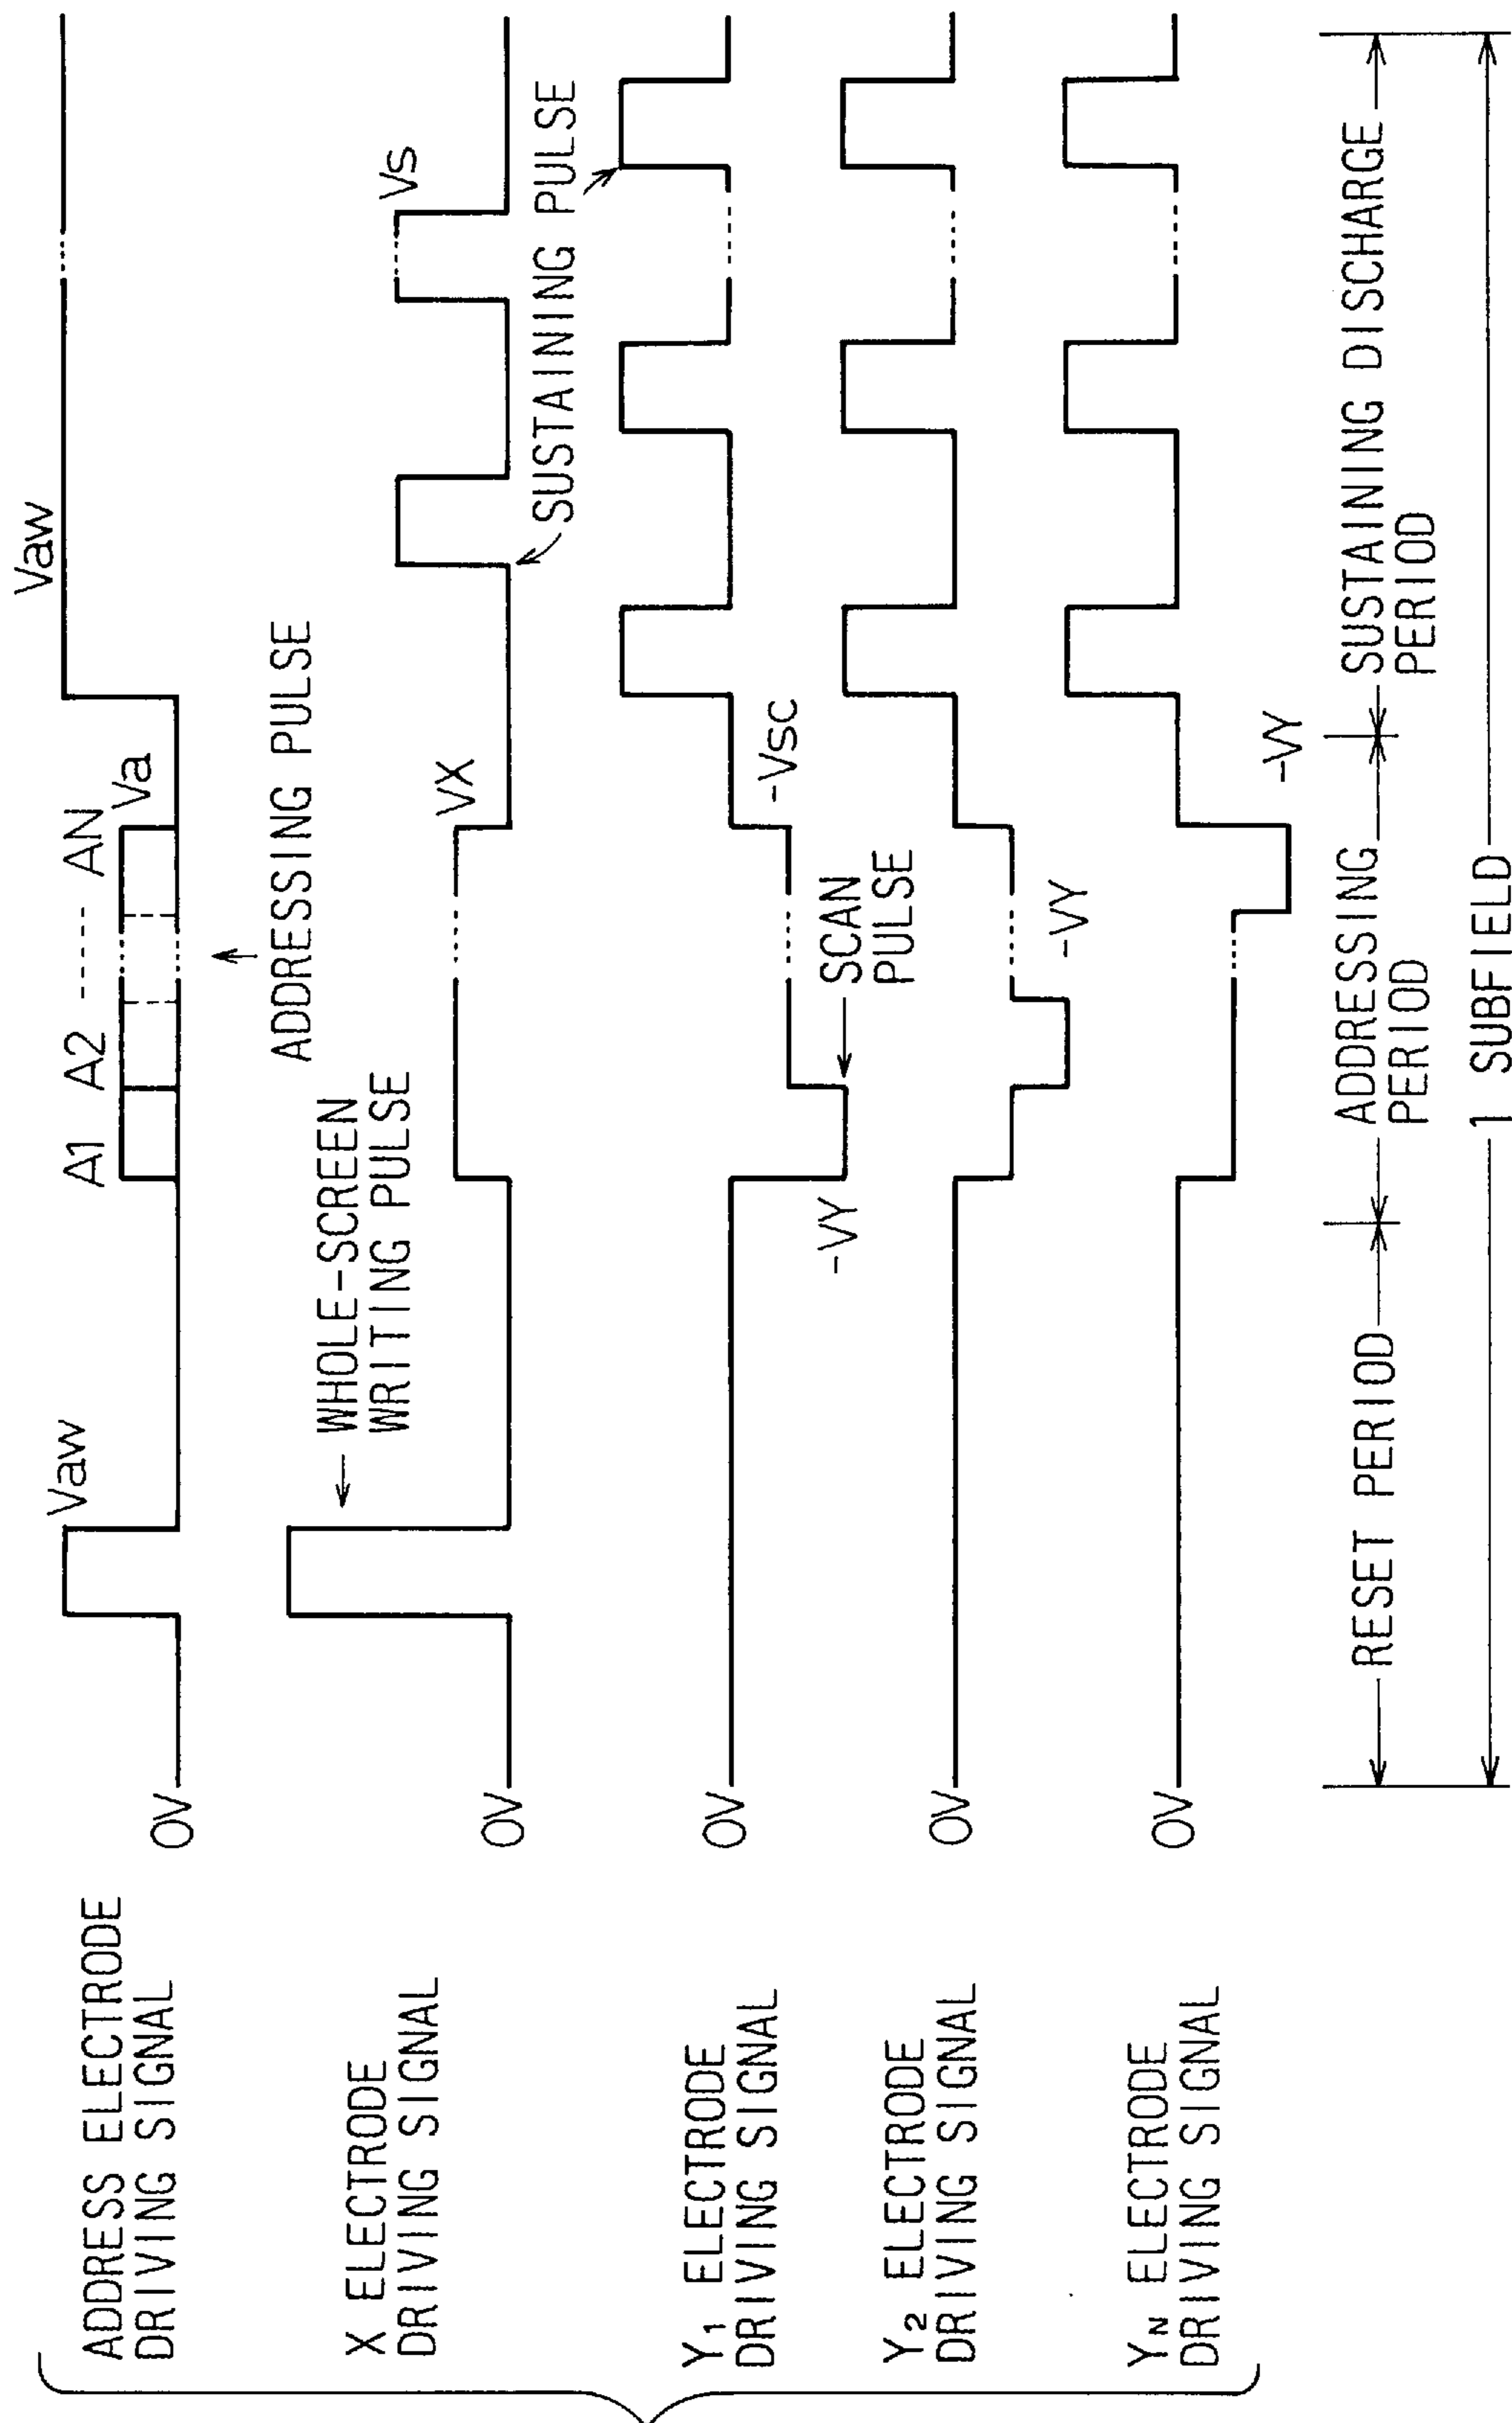 ADDRESS ELECTRODE
DRIVING SIGNAL
0V
Vaw
A1 A2 ----- AN
Va
Vaw
ADDRESSING PULSE
X ELECTRODE
DRIVING SIGNAL
0V
WHOLE-SCREEN
WRITING PULSE
VX
Vs
SUSTAINING PULSE
Y1 ELECTRODE
DRIVING SIGNAL
0V
-VY
-Vsc
SCAN
PULSE
Y2 ELECTRODE
DRIVING SIGNAL
0V
-VY
YN ELECTRODE
DRIVING SIGNAL
0V
-VY
RESET PERIOD
ADDRESSING
PERIOD
SUSTAINING DISCHARGE
PERIOD
1 SUBFIELD